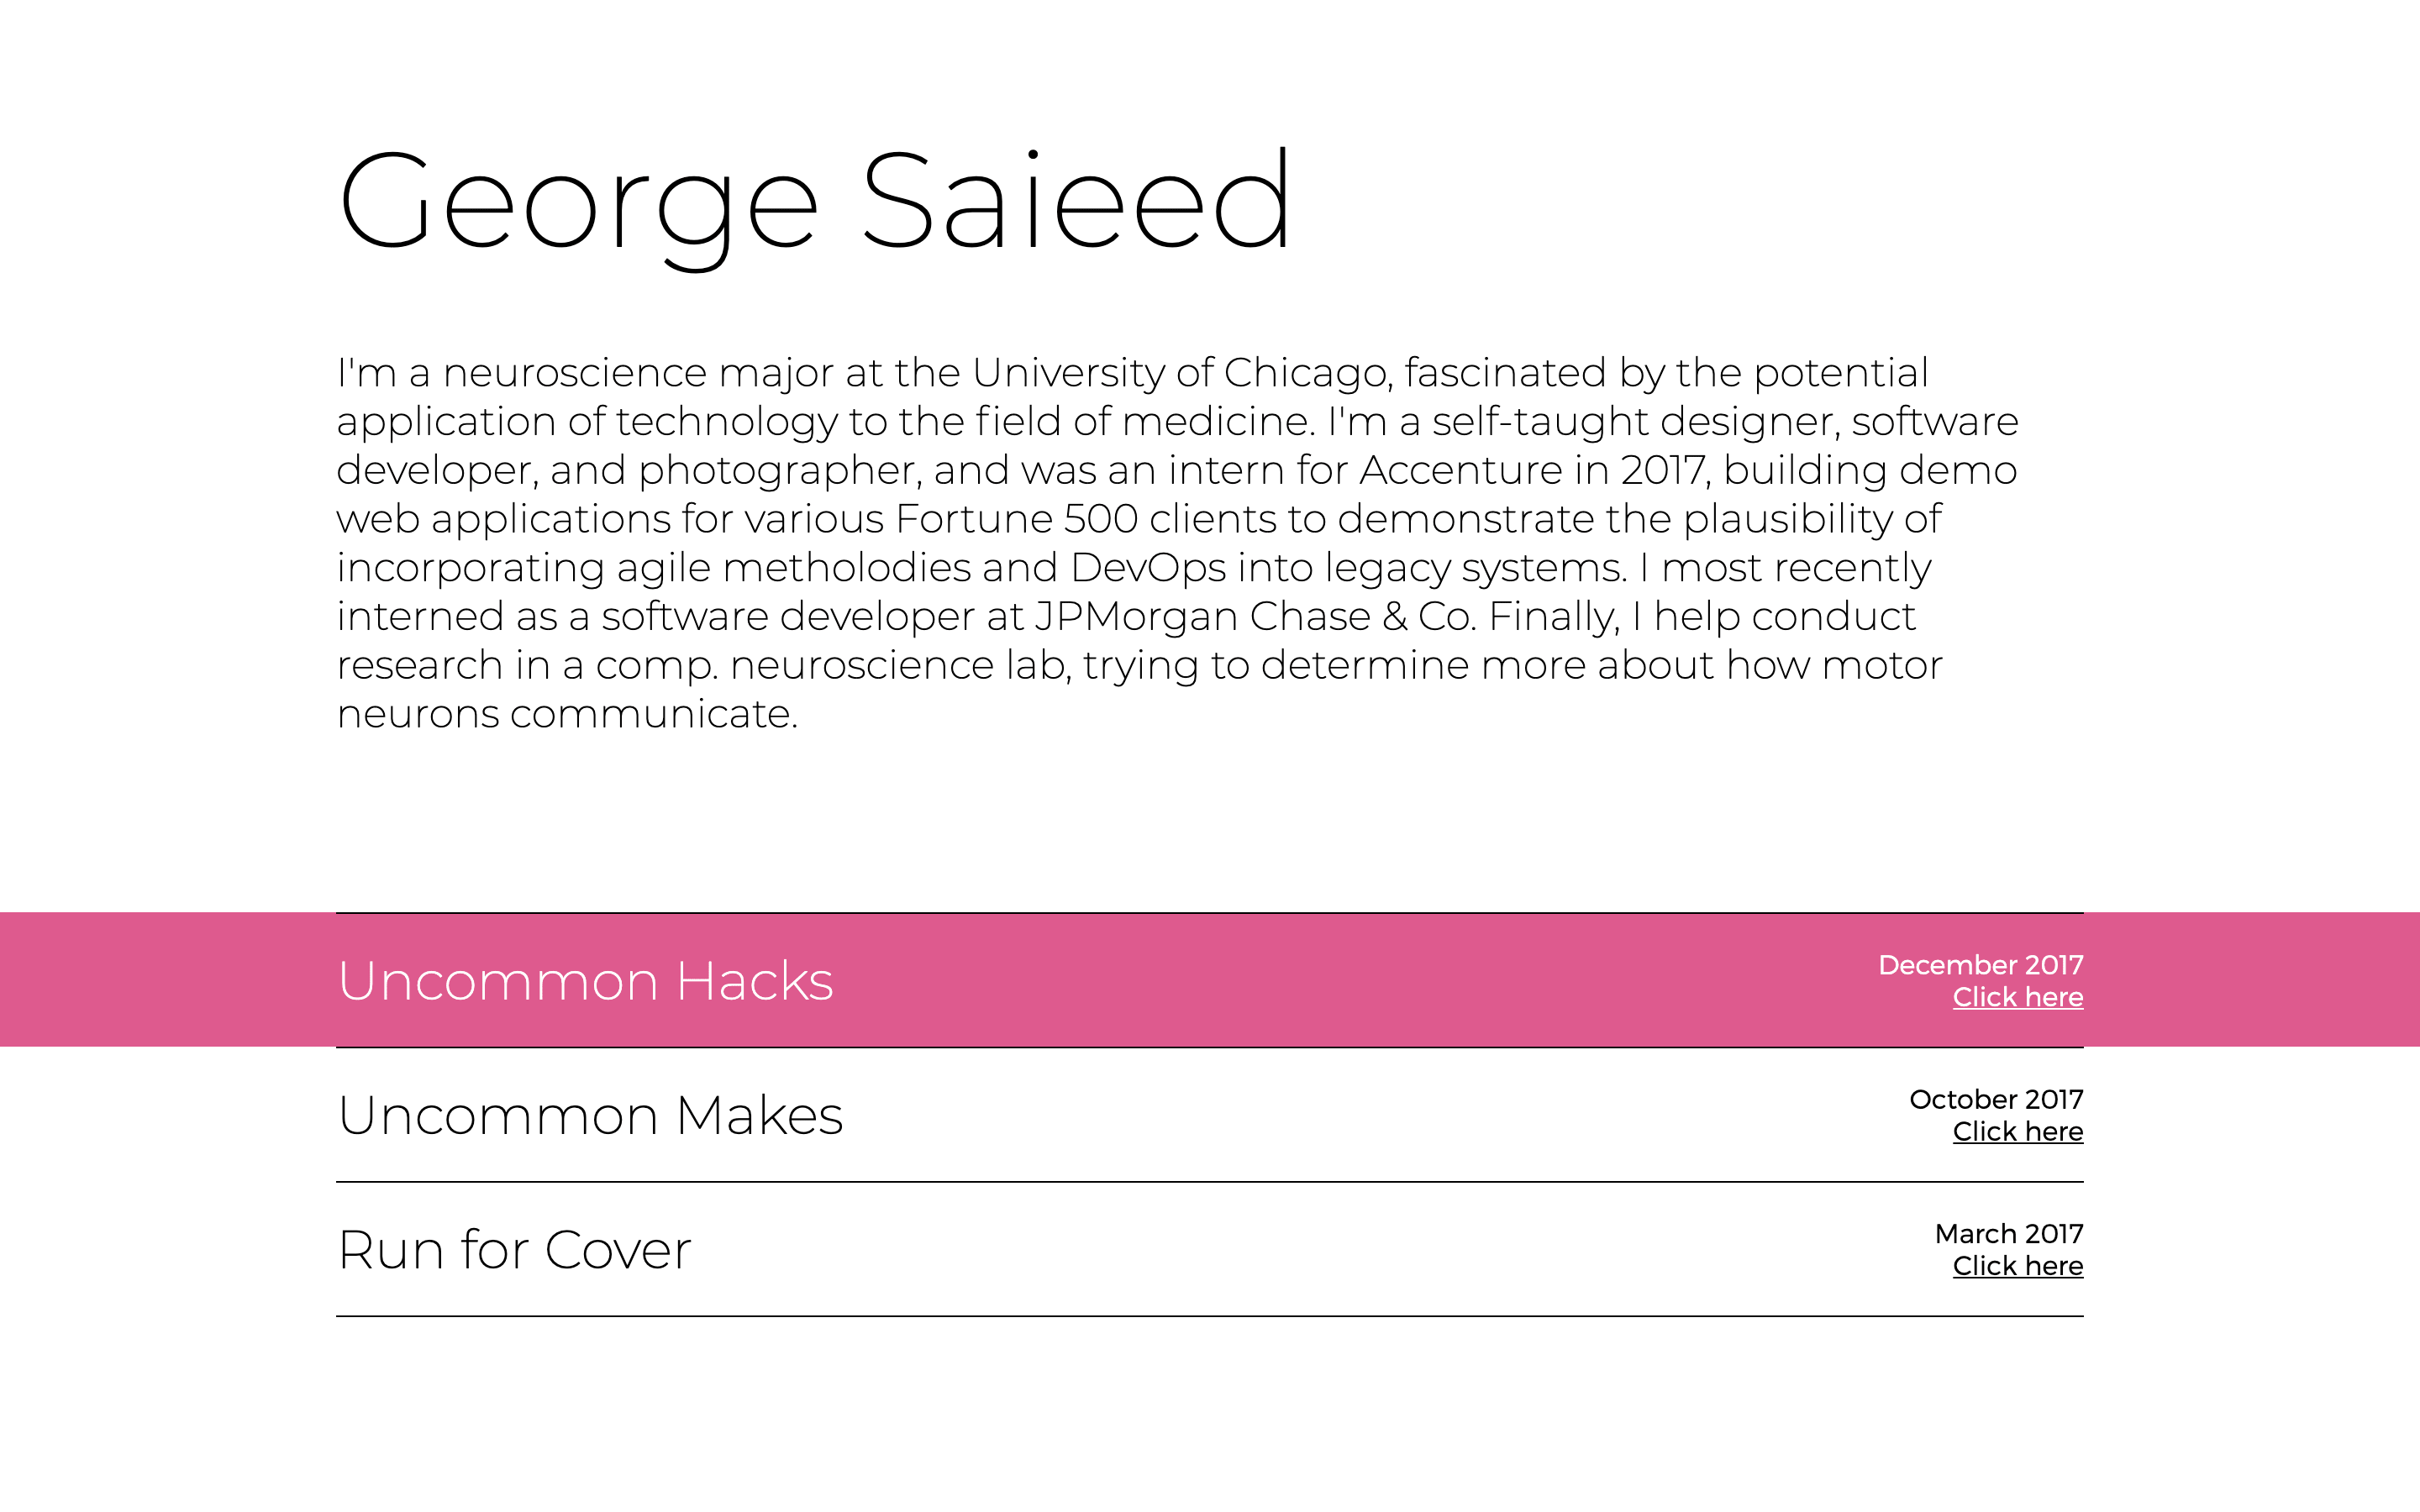 George Saieed
I'm a neuroscience major at the University of Chicago, fascinated by the potential
application of technology to the field of medicine. I'm a self-taught designer, software
developer, and photographer, and was an intern for Accenture in 2017, building demo
web applications for various Fortune 500 clients to demonstrate the plausibility of
incorporating agile metholodies and DevOps into legacy systems. I most recently
interned as a software developer at JPMorgan Chase & Co. Finally, I help conduct
research in a comp. neuroscience lab, trying to determine more about how motor
neurons communicate.
Uncommon Hacks
December 2017
Click here
Uncommon Makes
October 2017
Click here
Run for Cover
March 2017
Click here